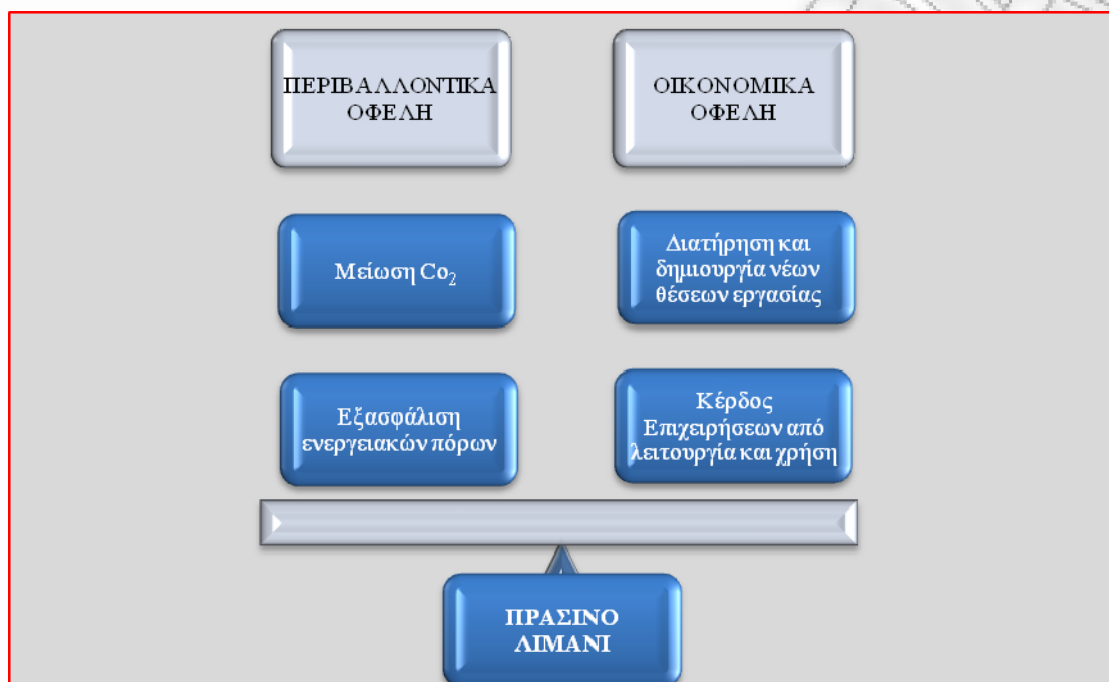 ΠΕΡΙΒΑΛΛΟΝΤΙΚΑ
ΟΦΕΛΗ
ΟΙΚΟΝΟΜΙΚΑ
ΟΦΕΛΗ
Μείωση Co₂
Διατήρηση και
δημιουργία νέων
θέσεων εργασίας
Εξασφάλιση
ενεργειακών πόρων
Κέρδος
Επιχειρήσεων από
λειτουργία και χρήση
ΠΡΑΣΙΝΟ
ΛΙΜΑΝΙ